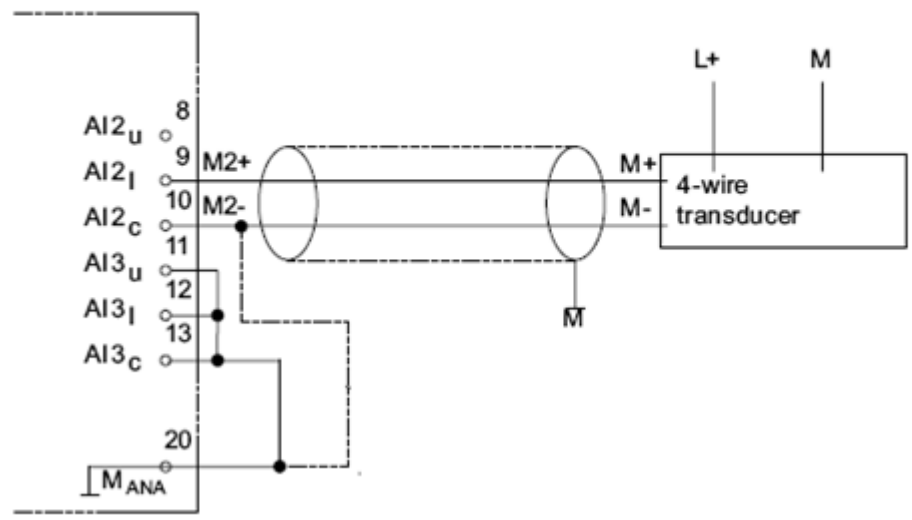 L+ M
8
AI2u
9
M2+ M+
AI2I 4-wire
10
M2- M- transducer
AI2c
11
AI3u
12
AI3I
M
13
AI3c
20
MANA